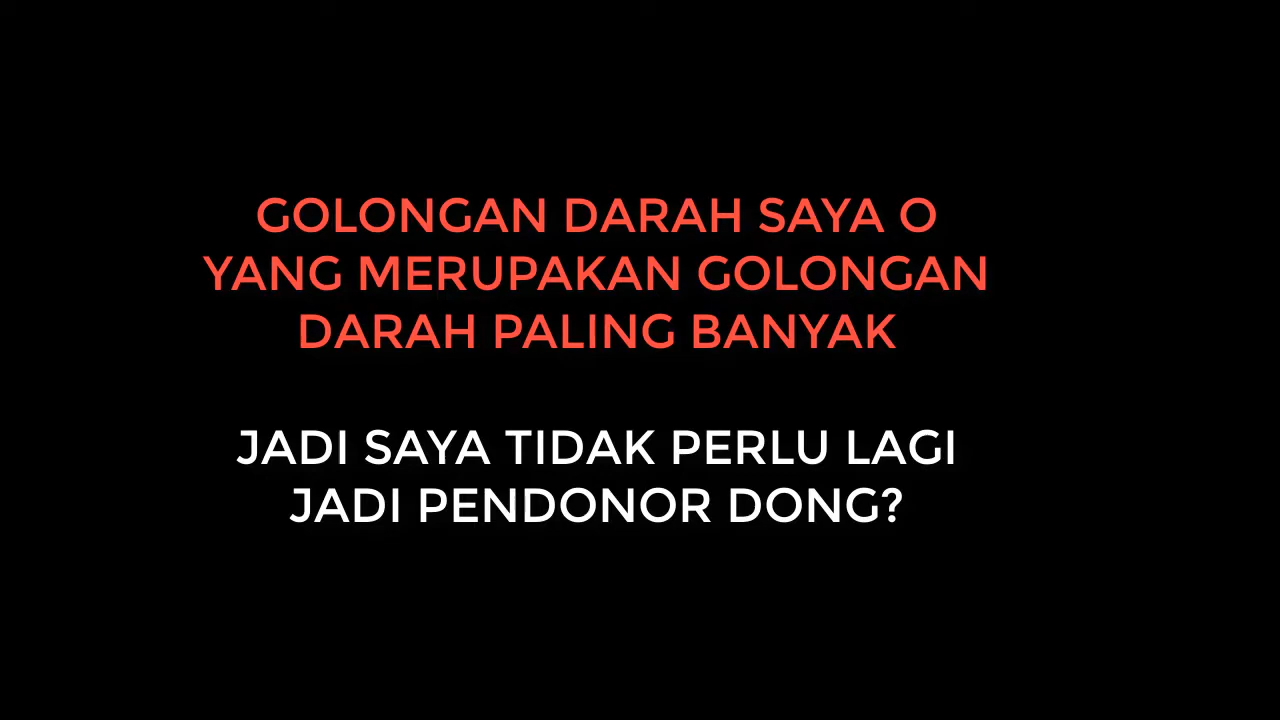 GOLONGAN DARAH SAYA O
YANG MERUPAKAN GOLONGAN
DARAH PALING BANYAK
JADI SAYA TIDAK PERLU LAGI
JADI PENDONOR DONG?